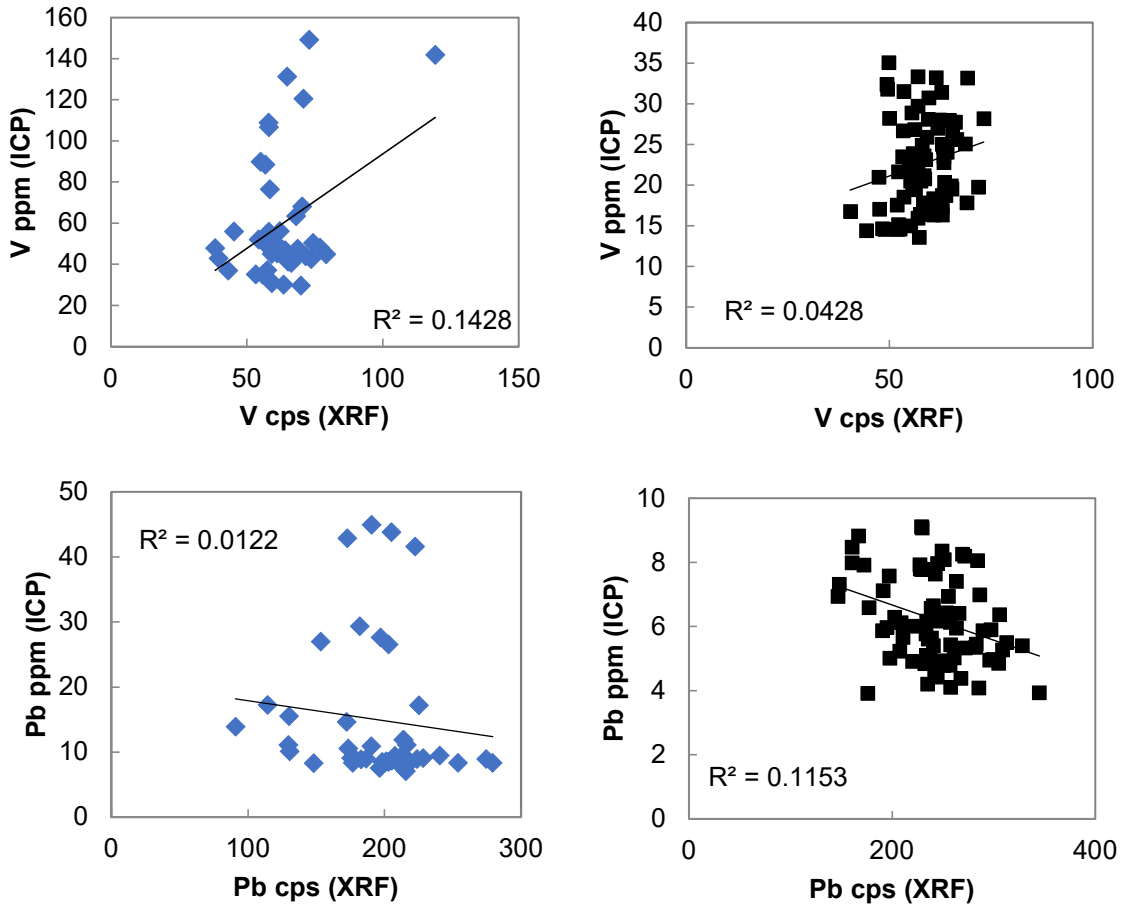 160
140
120
100
80
60
40
20
0
V ppm (ICP)
R² = 0.1428
0 50 100 150
V cps (XRF)
40
35
30
25
20
15
10
5
0
V ppm (ICP)
R² = 0.0428
0 50 100
V cps (XRF)
50
40
30
20
10
0
Pb ppm (ICP)
R² = 0.0122
0 100 200 300
Pb cps (XRF)
10
8
6
4
2
0
Pb ppm (ICP)
R² = 0.1153
0 200 400
Pb cps (XRF)